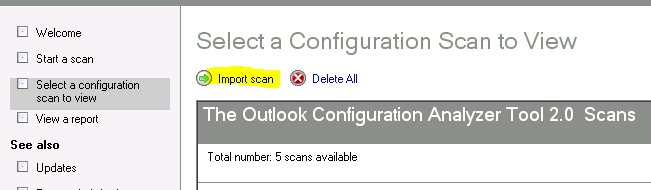 Welcome
Start a scan
Select a configuration
scan to view
View a report
See also
Updates
Select a Configuration Scan to View
Import scan Delete All
The Outlook Configuration Analyzer Tool 2.0 Scans
Total number: 5 scans available